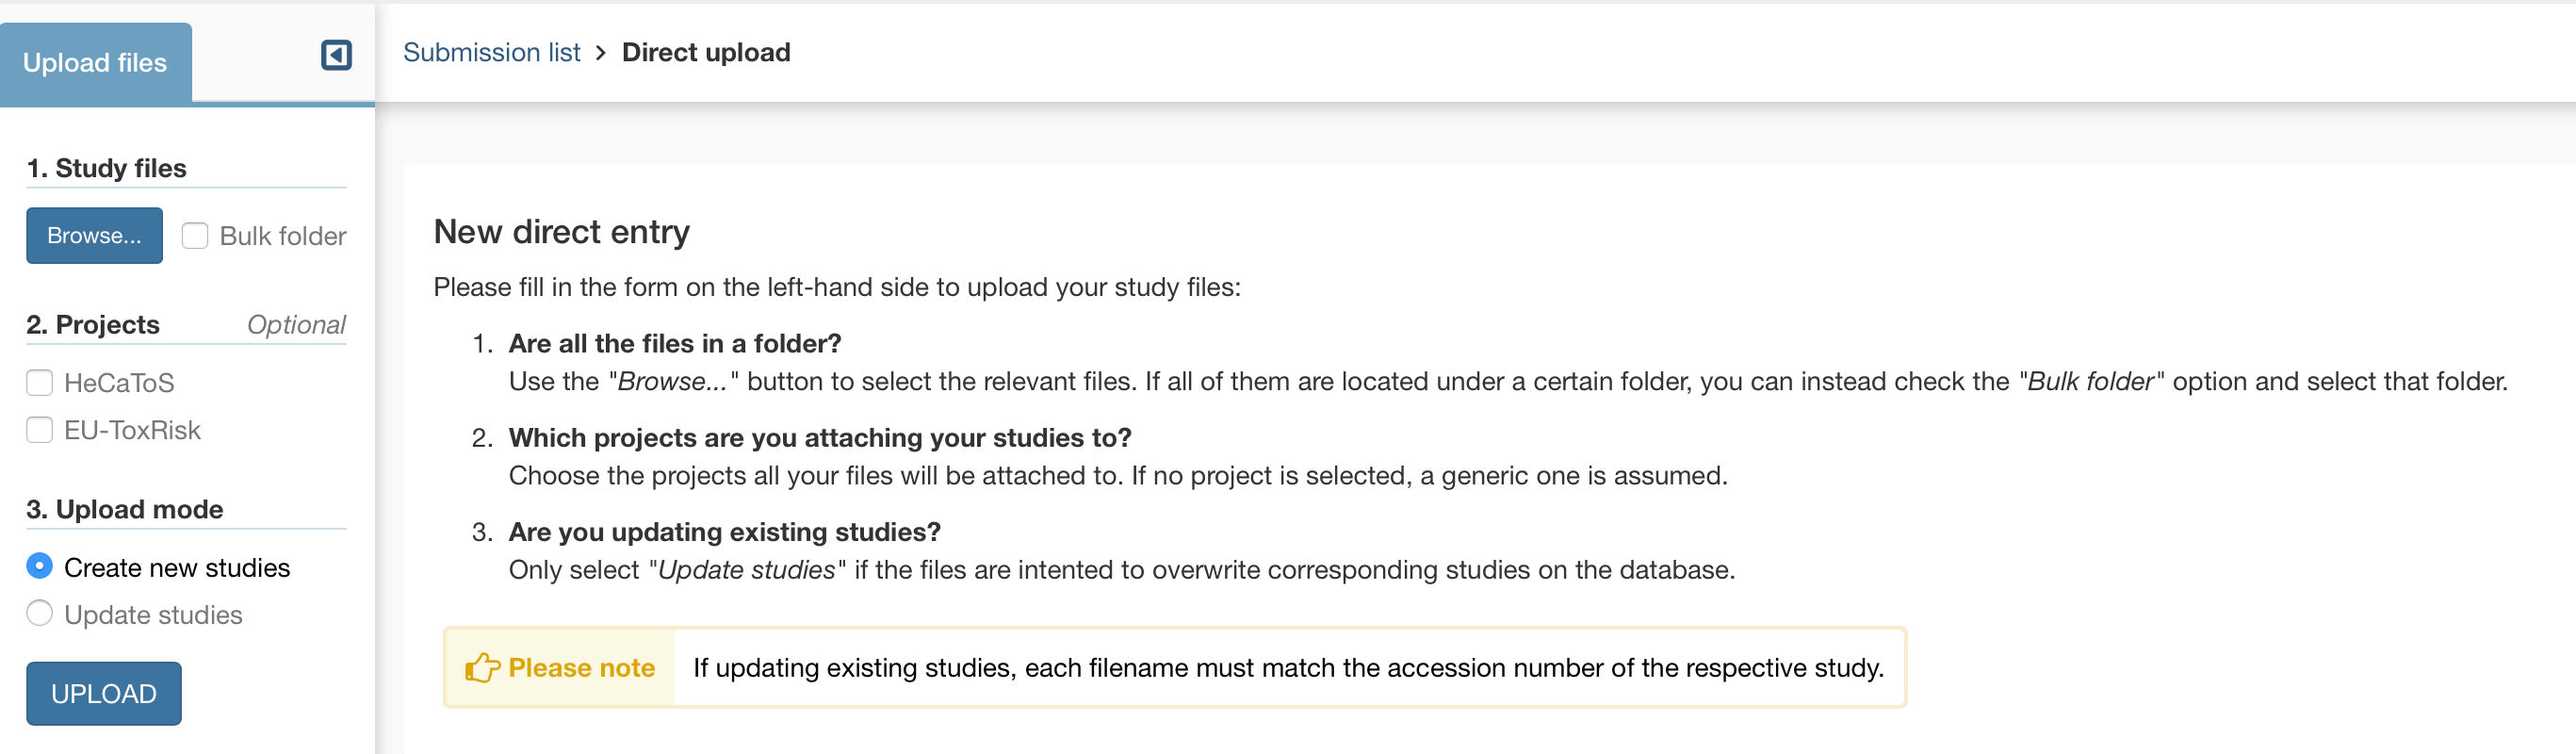 Upload files
Submission list > Direct upload
1. Study files
Browse...
Bulk folder
2. Projects
Optional
HeCaToS
EU-ToxRisk
3. Upload mode
Create new studies
Update studies
UPLOAD
New direct entry
Please fill in the form on the left-hand side to upload your study files:
1. Are all the files in a folder?
Use the "Browse..." button to select the relevant files. If all of them are located under a certain folder, you can instead check the "Bulk folder" option and select that folder.
2. Which projects are you attaching your studies to?
Choose the projects all your files will be attached to. If no project is selected, a generic one is assumed.
3. Are you updating existing studies?
Only select "Update studies" if the files are intented to overwrite corresponding studies on the database.
Please note
If updating existing studies, each filename must match the accession number of the respective study.